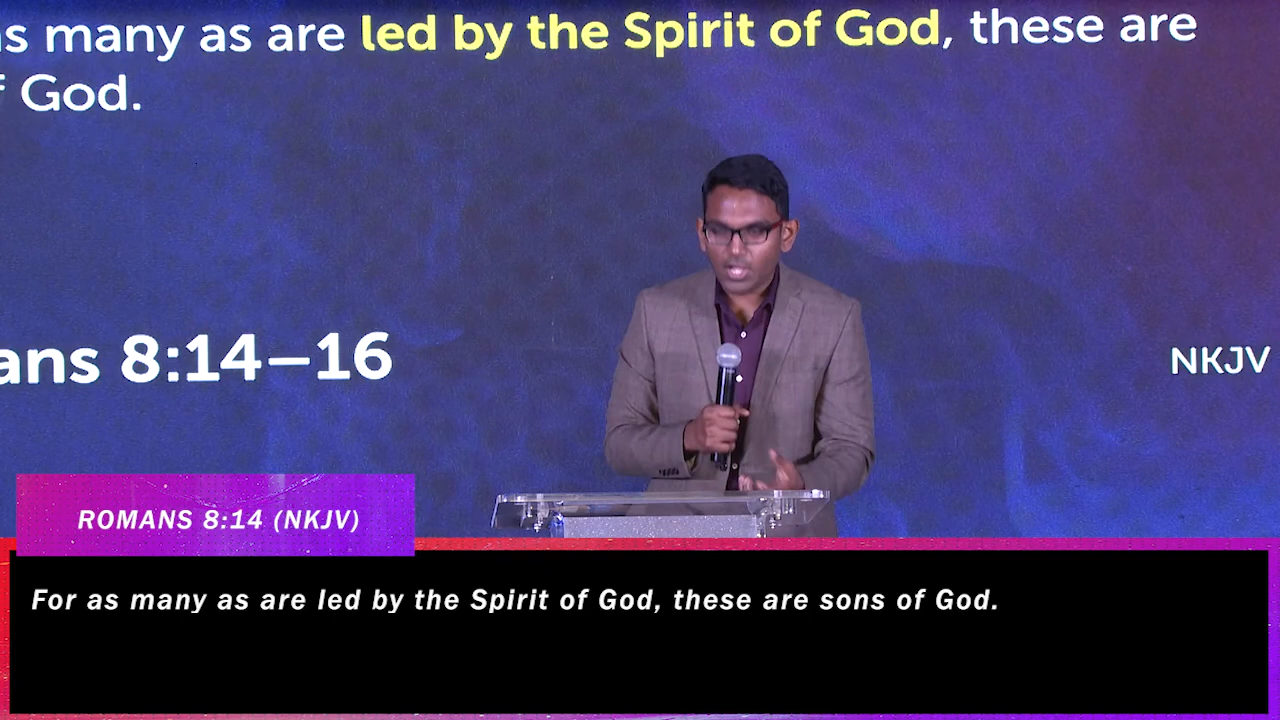 as many as are led by the Spirit of God, these are
God.
8:14–16
NKJV
ROMANS 8:14 (NKJV)
For as many as are led by the Spirit of God, these are sons of God.